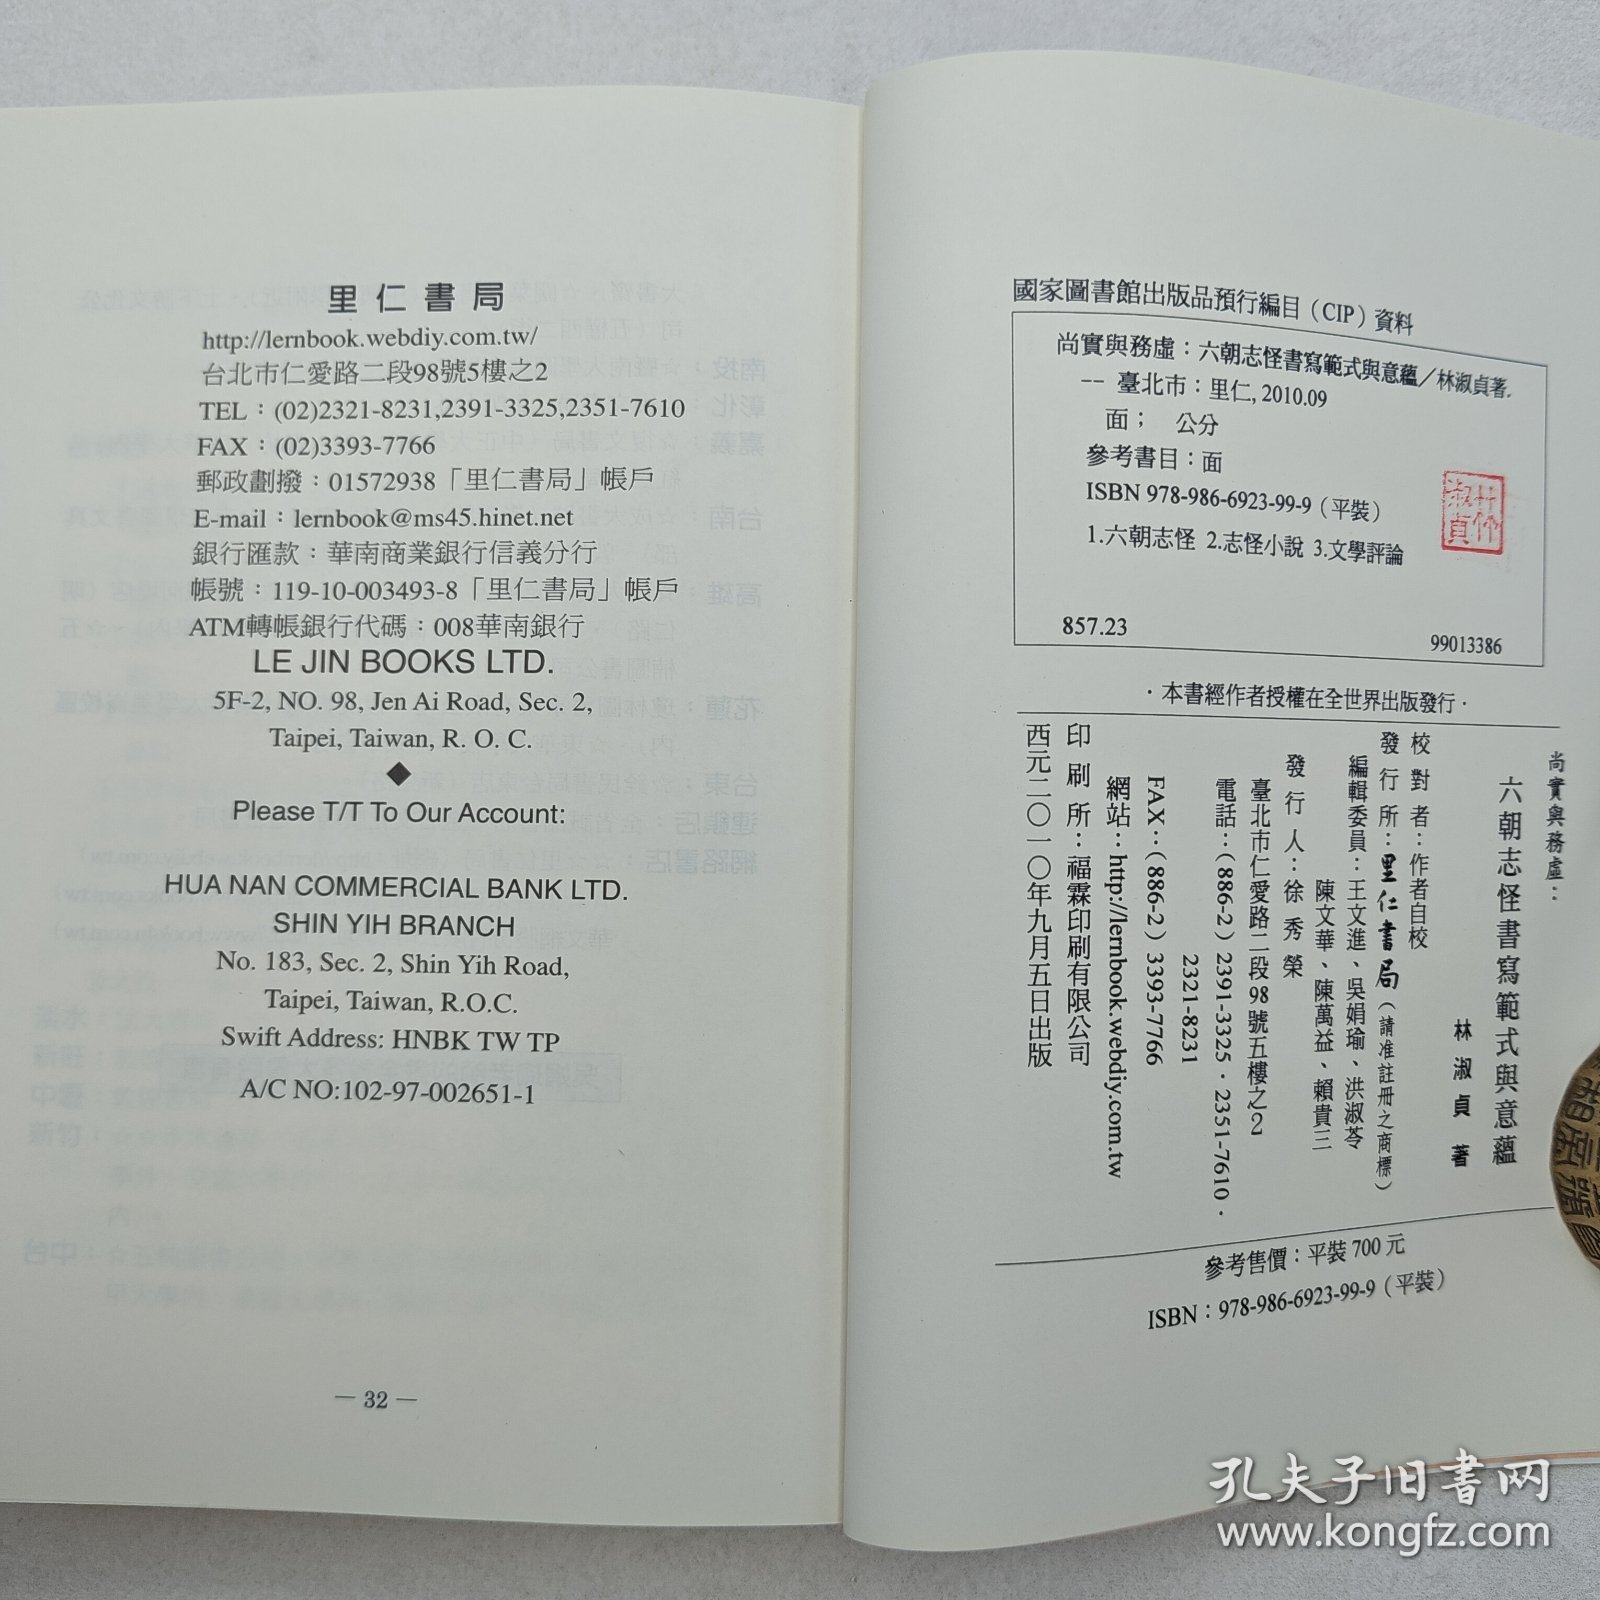 里仁書局
http://lernbook.webdiy.com.tw/
台北市仁愛路二段98號5樓之2
TEL：(02)2321-8231,2391-3325,2351-7610
FAX：(02)3393-7766
郵政劃撥：01572938「里仁書局」帳戶
E-mail：lernbook@ms45.hinet.net
銀行匯款：華南商業銀行信義分行
帳號：119-10-003493-8「里仁書局」帳戶
ATM轉帳銀行代碼：008華南銀行
LE JIN BOOKS LTD.
5F-2, NO. 98, Jen Ai Road, Sec. 2,
Taipei, Taiwan, R. O. C.
◆
Please T/T To Our Account:
HUA NAN COMMERCIAL BANK LTD.
SHIN YIH BRANCH
No. 183, Sec. 2, Shin Yih Road,
Taipei, Taiwan, R.O.C.
Swift Address: HNBK TW TP
A/C NO:102-97-002651-1
— 32 —
國家圖書館出版品預行編目（CIP）資料
尚實與務虛：六朝志怪書寫範式與意蘊／林淑貞著.
-- 臺北市：里仁, 2010.09
面；　公分
參考書目：面
ISBN 978-986-6923-99-9（平裝）
1.六朝志怪 2.志怪小說 3.文學評論
857.23
99013386
林淑貞
·本書經作者授權在全世界出版發行·
尚實與務虛：
六朝志怪書寫範式與意蘊
林淑貞 著
校對者：作者自校
發行所：里仁書局（請准註冊之商標）
編輯委員：王文進、吳娟瑜、洪淑苓
陳文華、陳萬益、賴貴三
發行人：徐秀榮
臺北市仁愛路二段98號五樓之2
電話：(886-2) 2391-3325．2351-7610．
2321-8231
FAX：(886-2) 3393-7766
網站：http://lernbook.webdiy.com.tw
印刷所：福霖印刷有限公司
西元二〇一〇年九月五日出版
參考售價：平裝 700 元
ISBN：978-986-6923-99-9（平裝）
孔夫子旧书网
www.kongfz.com